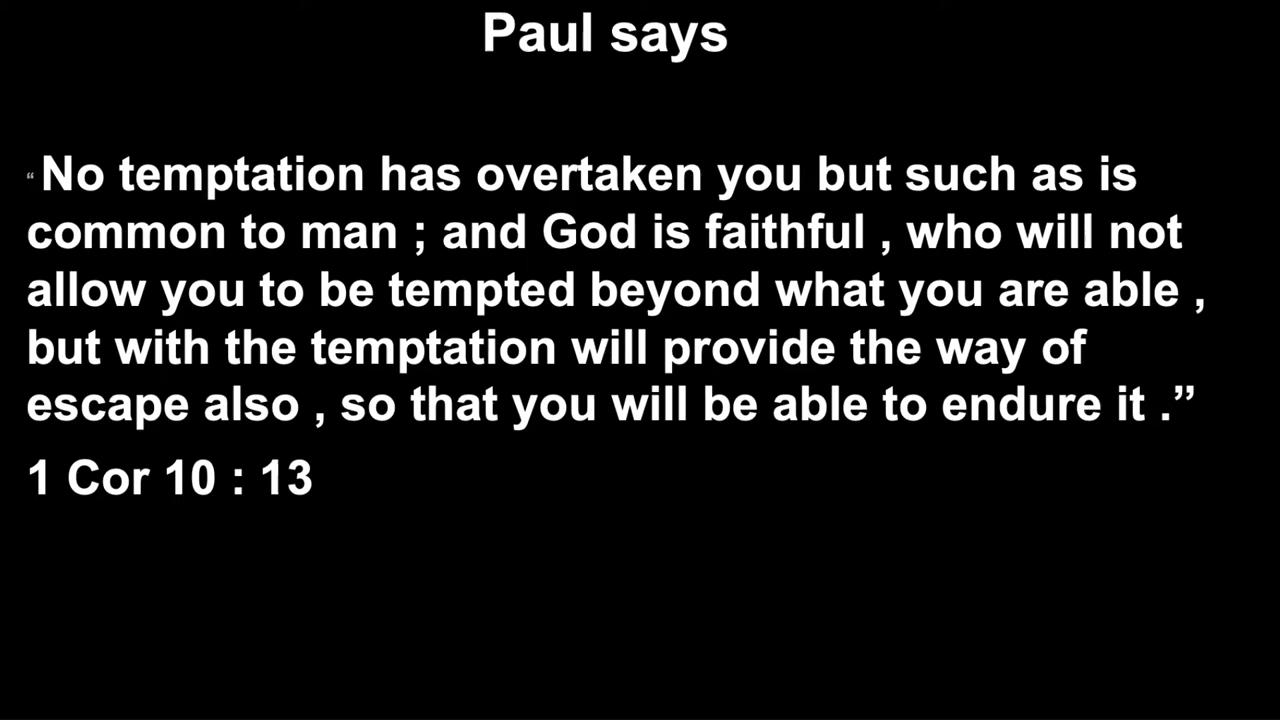 Paul says
“ No temptation has overtaken you but such as is
common to man ; and God is faithful , who will not
allow you to be tempted beyond what you are able ,
but with the temptation will provide the way of
escape also , so that you will be able to endure it .”
1 Cor 10 : 13